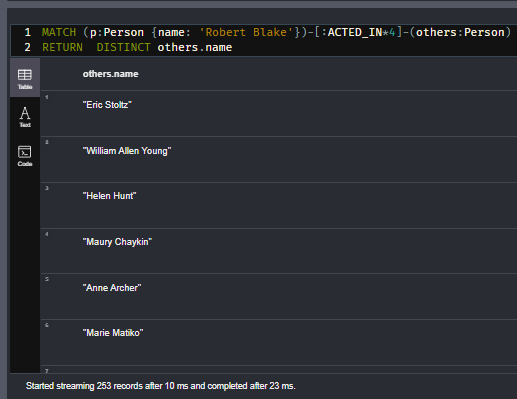 1 MATCH (p:Person {name: 'Robert Blake'})-[:ACTED_IN*4]-(others:Person)
2 RETURN  DISTINCT others.name
Table
others.name
1
"Eric Stoltz"
A
Text
2
"William Allen Young"
Code
3
"Helen Hunt"
4
"Maury Chaykin"
5
"Anne Archer"
6
"Marie Matiko"
7
Started streaming 253 records after 10 ms and completed after 23 ms.